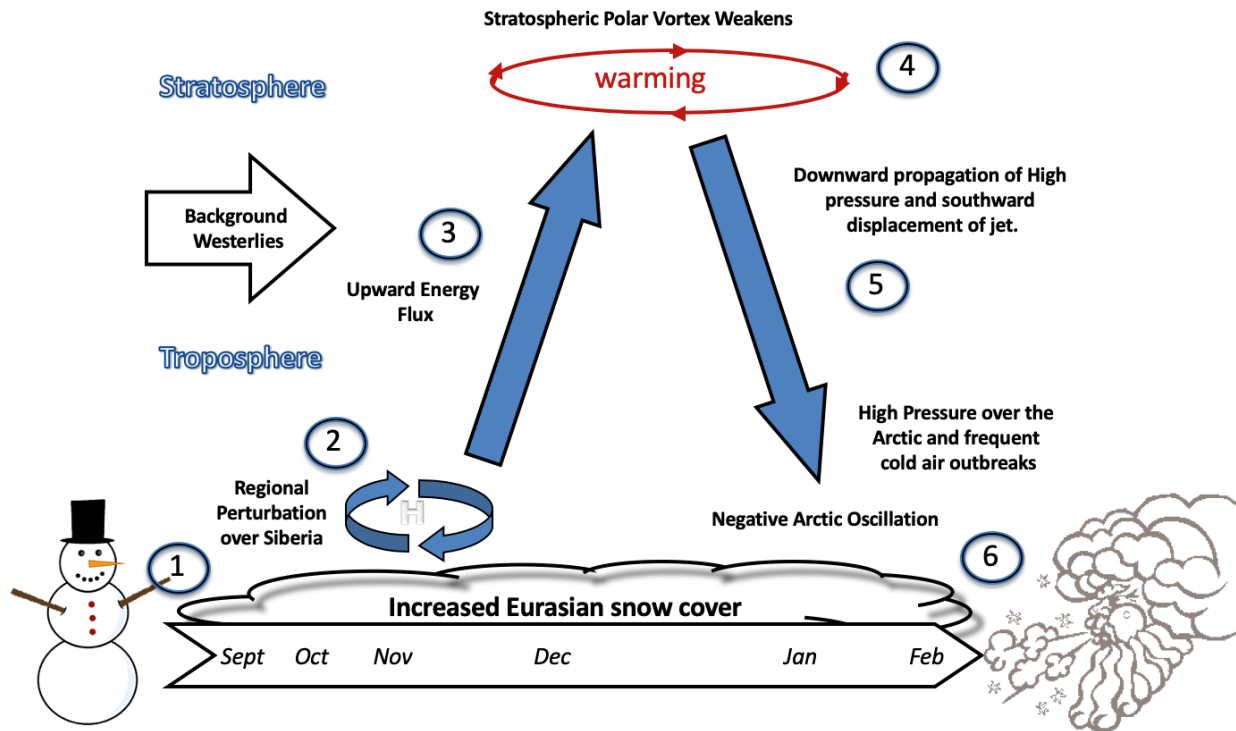 Stratospheric Polar Vortex Weakens
4
warming
Stratosphere
Downward propagation of High
pressure and southward
displacement of jet.
Background
Westerlies
3
5
Upward Energy
Flux
Troposphere
High Pressure over the
Arctic and frequent
cold air outbreaks
2
Regional
Perturbation
over Siberia
H
Negative Arctic Oscillation
1
6
Increased Eurasian snow cover
Sept Oct Nov Dec Jan Feb